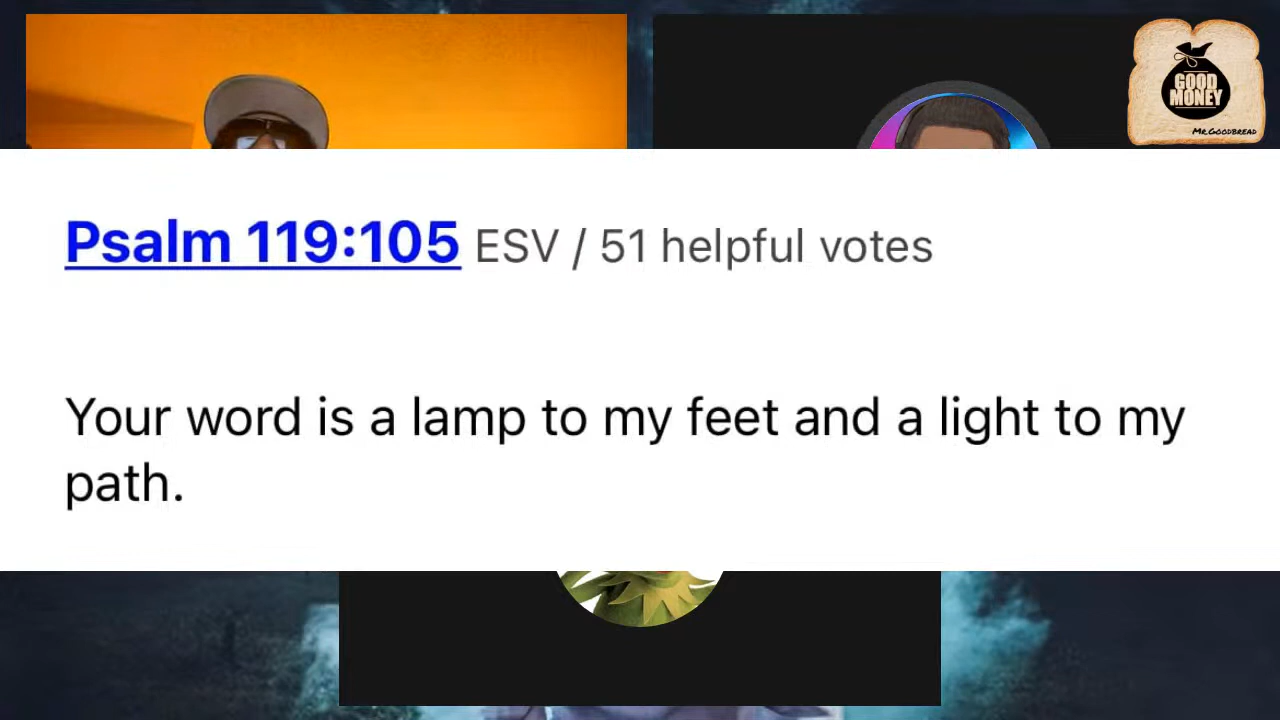 GOOD
MONEY
Mr.Goodbread
Psalm 119:105 ESV / 51 helpful votes
Your word is a lamp to my feet and a light to my
path.